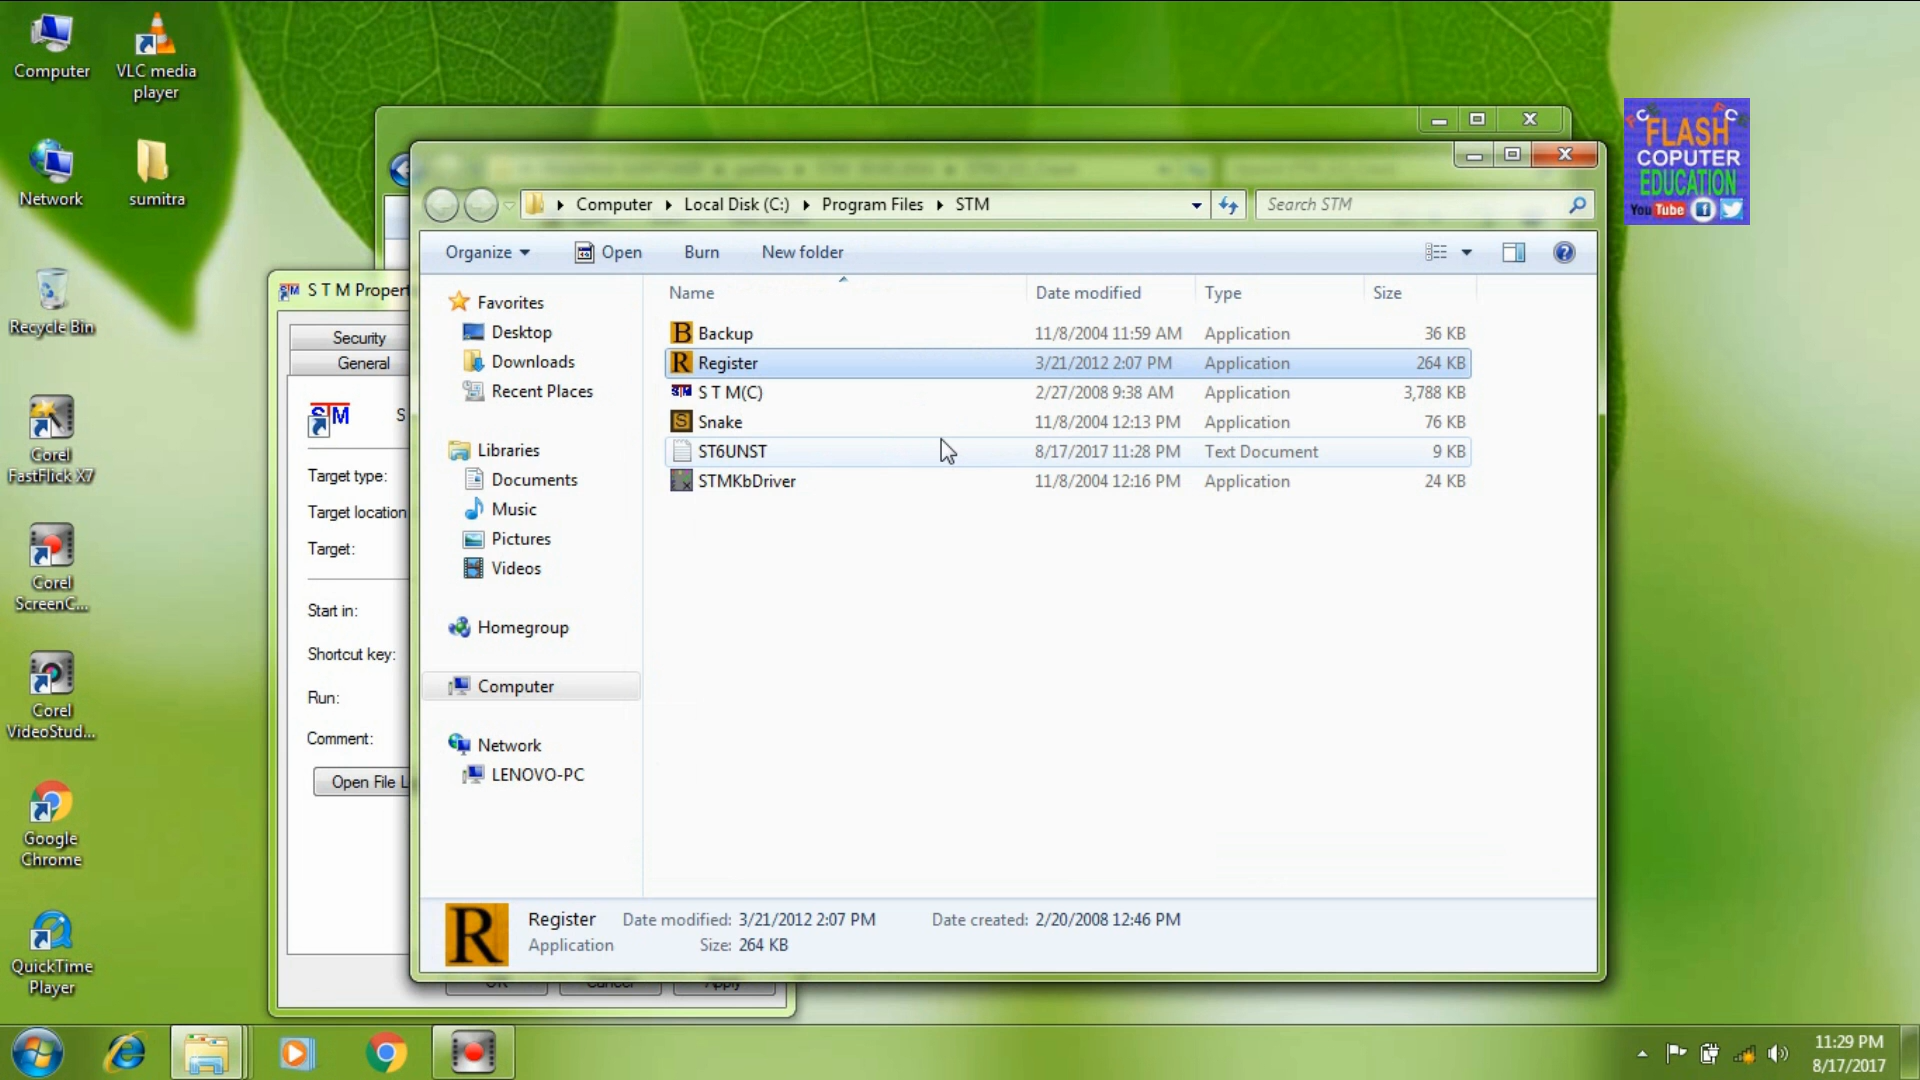 Computer
VLC media
player
Network
sumitra
Recycle Bin
Corel
FastFlick X7
Corel
ScreenC...
Corel
VideoStud...
Google
Chrome
QuickTime
Player
FLASH
COPUTER
EDUCATION
YouTube
S T M Propert
Security
General
STM
S
Target type:
Target location
Target:
Start in:
Shortcut key:
Run:
Comment:
Open File L
OK
Cancel
Apply
Computer
Local Disk (C:)
Program Files
STM
Search STM
Organize
Open
Burn
New folder
Favorites
Desktop
Downloads
Recent Places
Libraries
Documents
Music
Pictures
Videos
Homegroup
Computer
Network
LENOVO-PC
Name Date modified Type Size
Backup 11/8/2004 11:59 AM Application 36 KB
Register 3/21/2012 2:07 PM Application 264 KB
S T M(C) 2/27/2008 9:38 AM Application 3,788 KB
Snake 11/8/2004 12:13 PM Application 76 KB
ST6UNST 8/17/2017 11:28 PM Text Document 9 KB
STMKbDriver 11/8/2004 12:16 PM Application 24 KB
R
Register Date modified: 3/21/2012 2:07 PM Date created: 2/20/2008 12:46 PM
Application Size: 264 KB
11:29 PM
8/17/2017